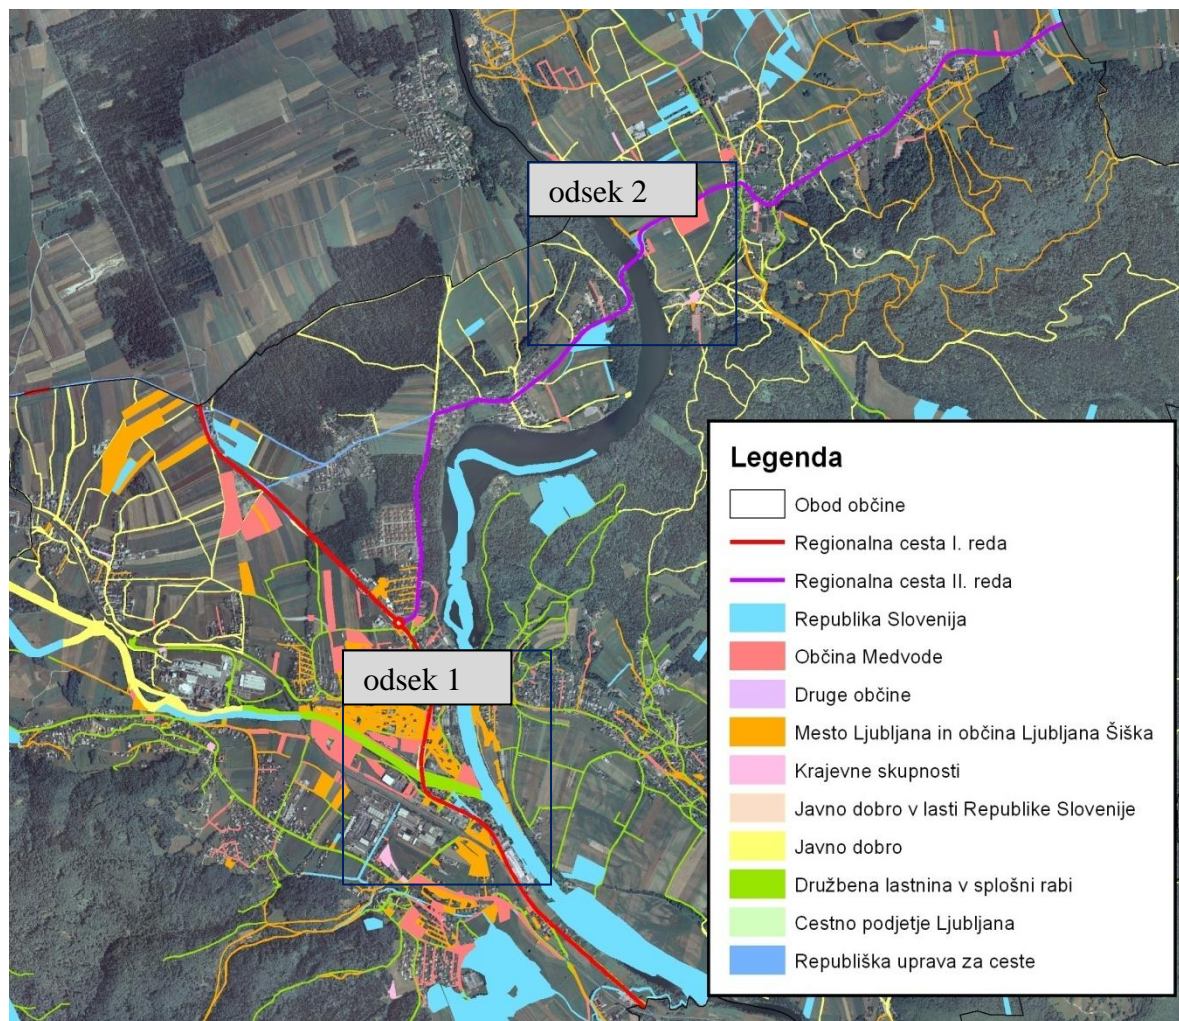 odsek 2
odsek 1
Legenda
Obod občine
Regionalna cesta I. reda
Regionalna cesta II. reda
Republika Slovenija
Občina Medvode
Druge občine
Mesto Ljubljana in občina Ljubljana Šiška
Krajevne skupnosti
Javno dobro v lasti Republike Slovenije
Javno dobro
Družbena lastnina v splošni rabi
Cestno podjetje Ljubljana
Republiška uprava za ceste